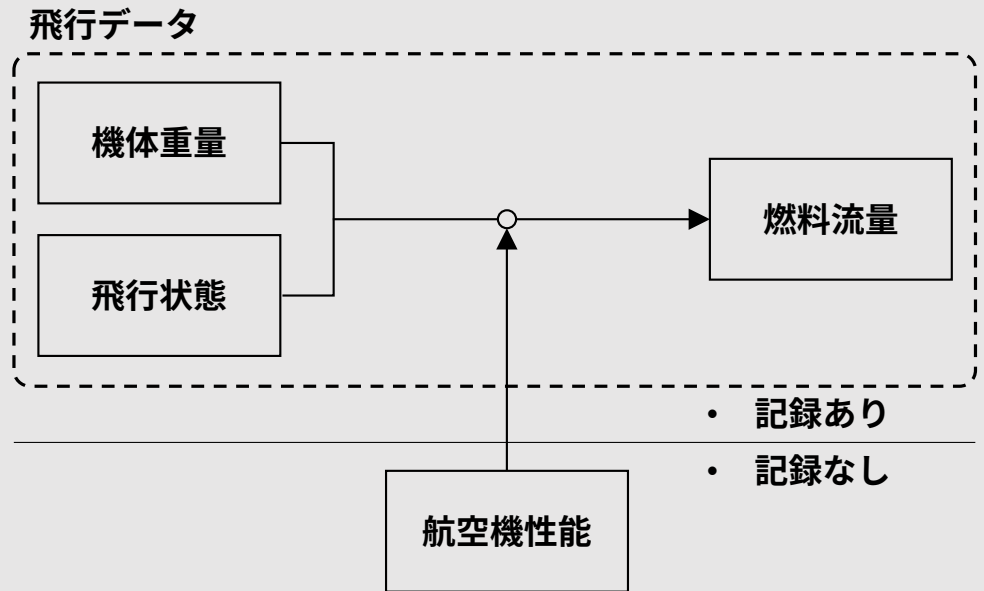 飛行データ
機体重量
飛行状態
燃料流量
• 記録あり
• 記録なし
航空機性能